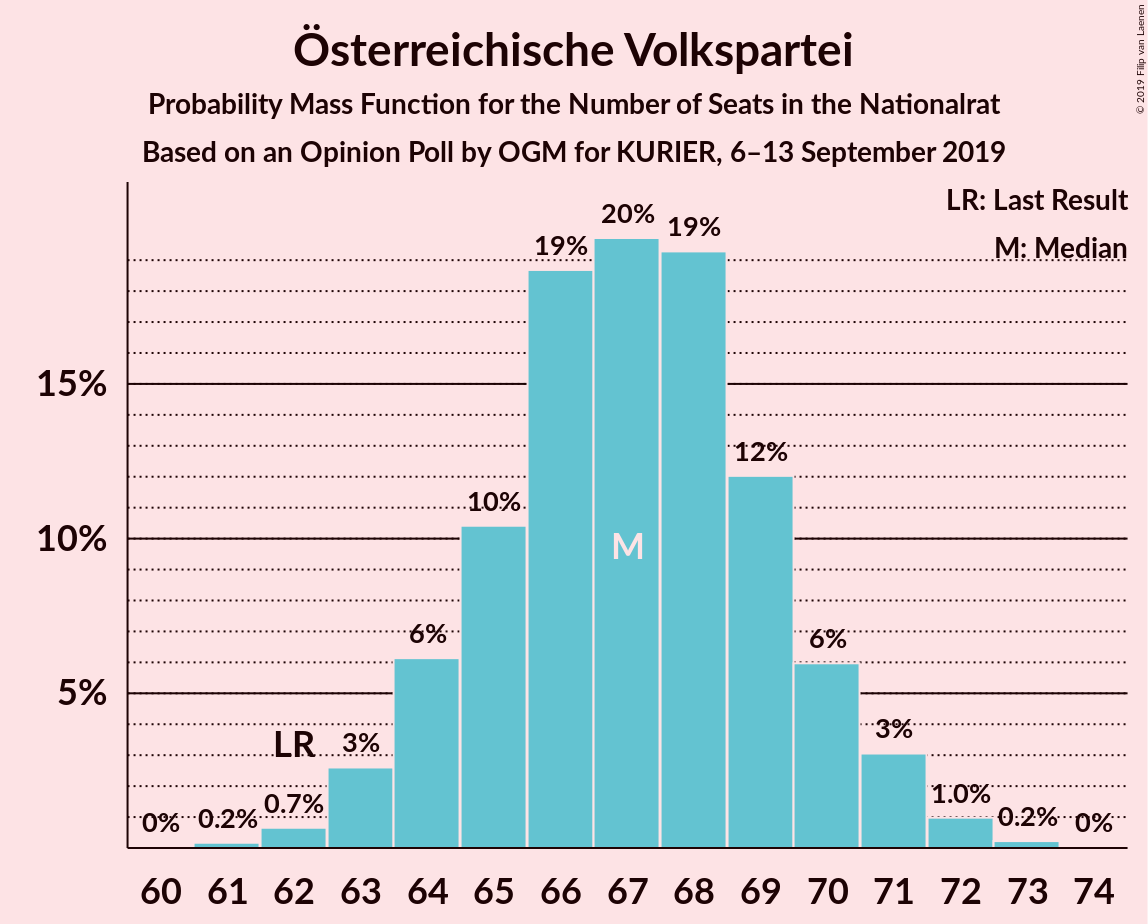 Österreichische Volkspartei
Probability Mass Function for the Number of Seats in the Nationalrat
Based on an Opinion Poll by OGM for KURIER, 6–13 September 2019
© 2019 Filip van Laenen
LR: Last Result
M: Median
15%
10%
5%
0%
0.2%
0.7%
LR
3%
6%
10%
19%
20%
M
19%
12%
6%
3%
1.0%
0.2%
0%
60 61 62 63 64 65 66 67 68 69 70 71 72 73 74